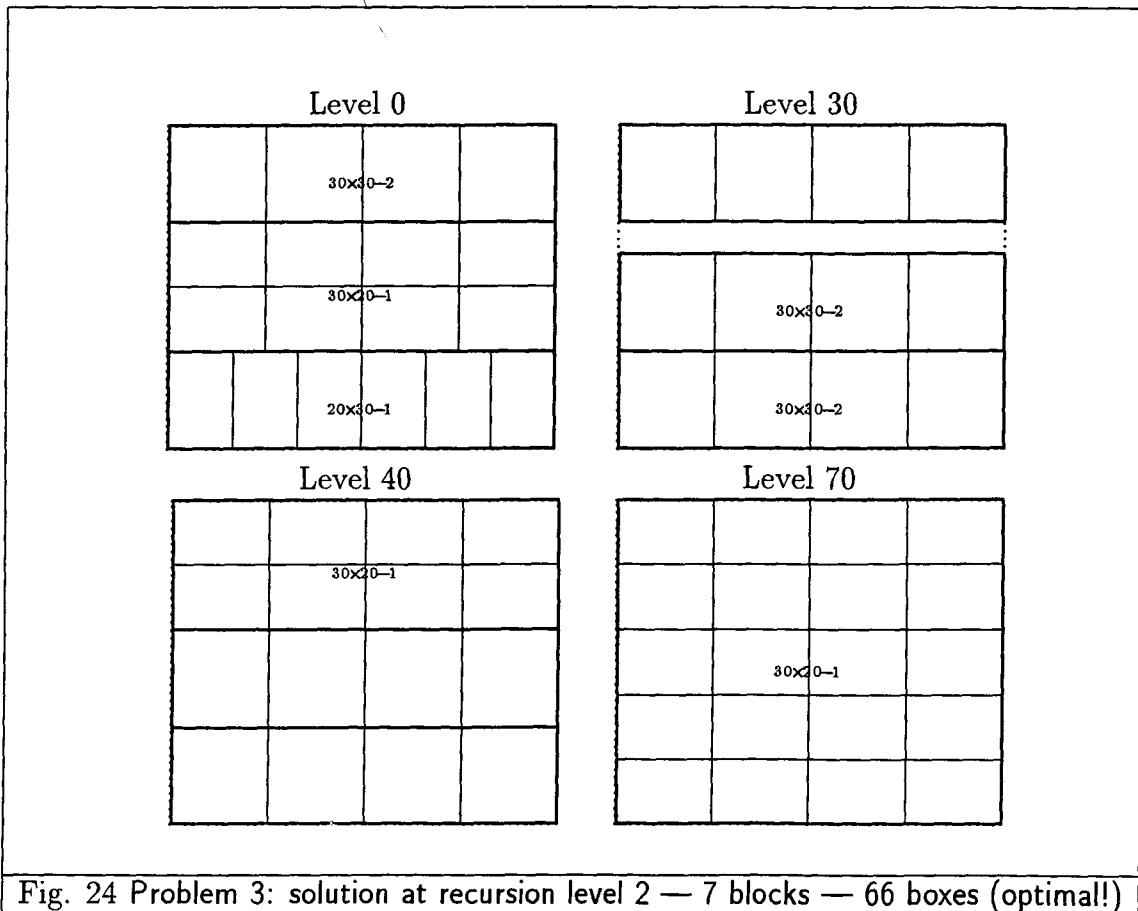 Level 0
30×30–2
30×20–1
20×30–1
Level 30
30×30–2
30×30–2
Level 40
30×20–1
Level 70
30×20–1
Fig. 24 Problem 3: solution at recursion level 2 — 7 blocks — 66 boxes (optimal!)